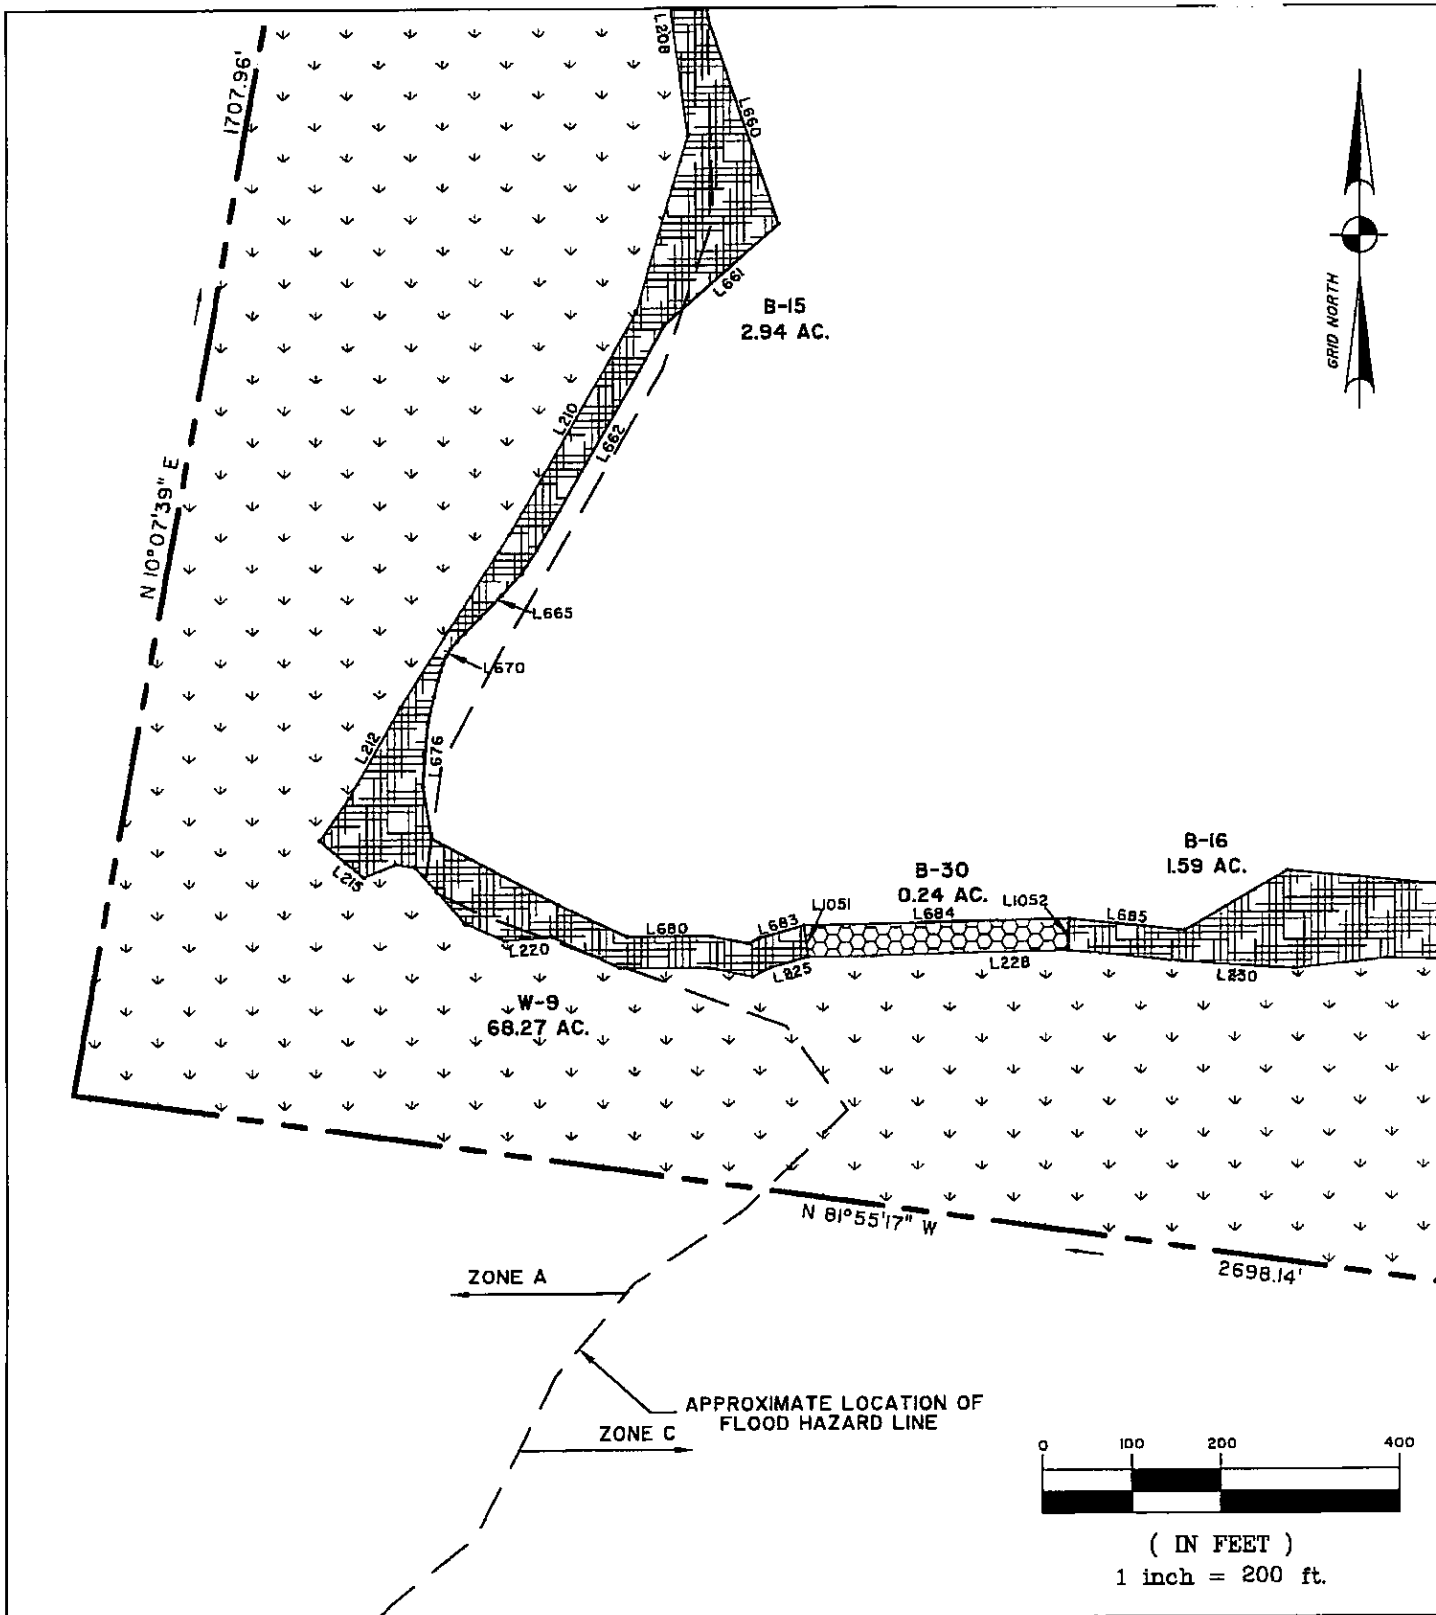 L208
1707.96'
L660
L661
B-15
2.94 AC.
GRID NORTH
L210
L662
N 10°07'39" E
L665
L670
L212
L676
L215
B-16
1.59 AC.
B-30
0.24 AC.
L1051
L1052
L680
L683
L684
L685
L220
L225
L228
L230
W-9
68.27 AC.
N 81°55'17" W
2698.14'
ZONE A
APPROXIMATE LOCATION OF
FLOOD HAZARD LINE
ZONE C
0 100 200 400
( IN FEET )
1 inch = 200 ft.